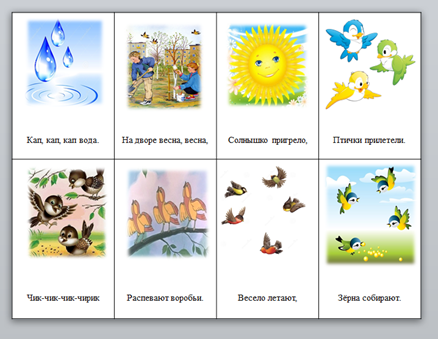 Кап, кап, кап вода.
На дворе весна, весна,
Солнышко пригрело,
Птички прилетели.
Чик-чик-чик-чирик
Распевают воробьи.
Весело летают,
Зёрна собирают.